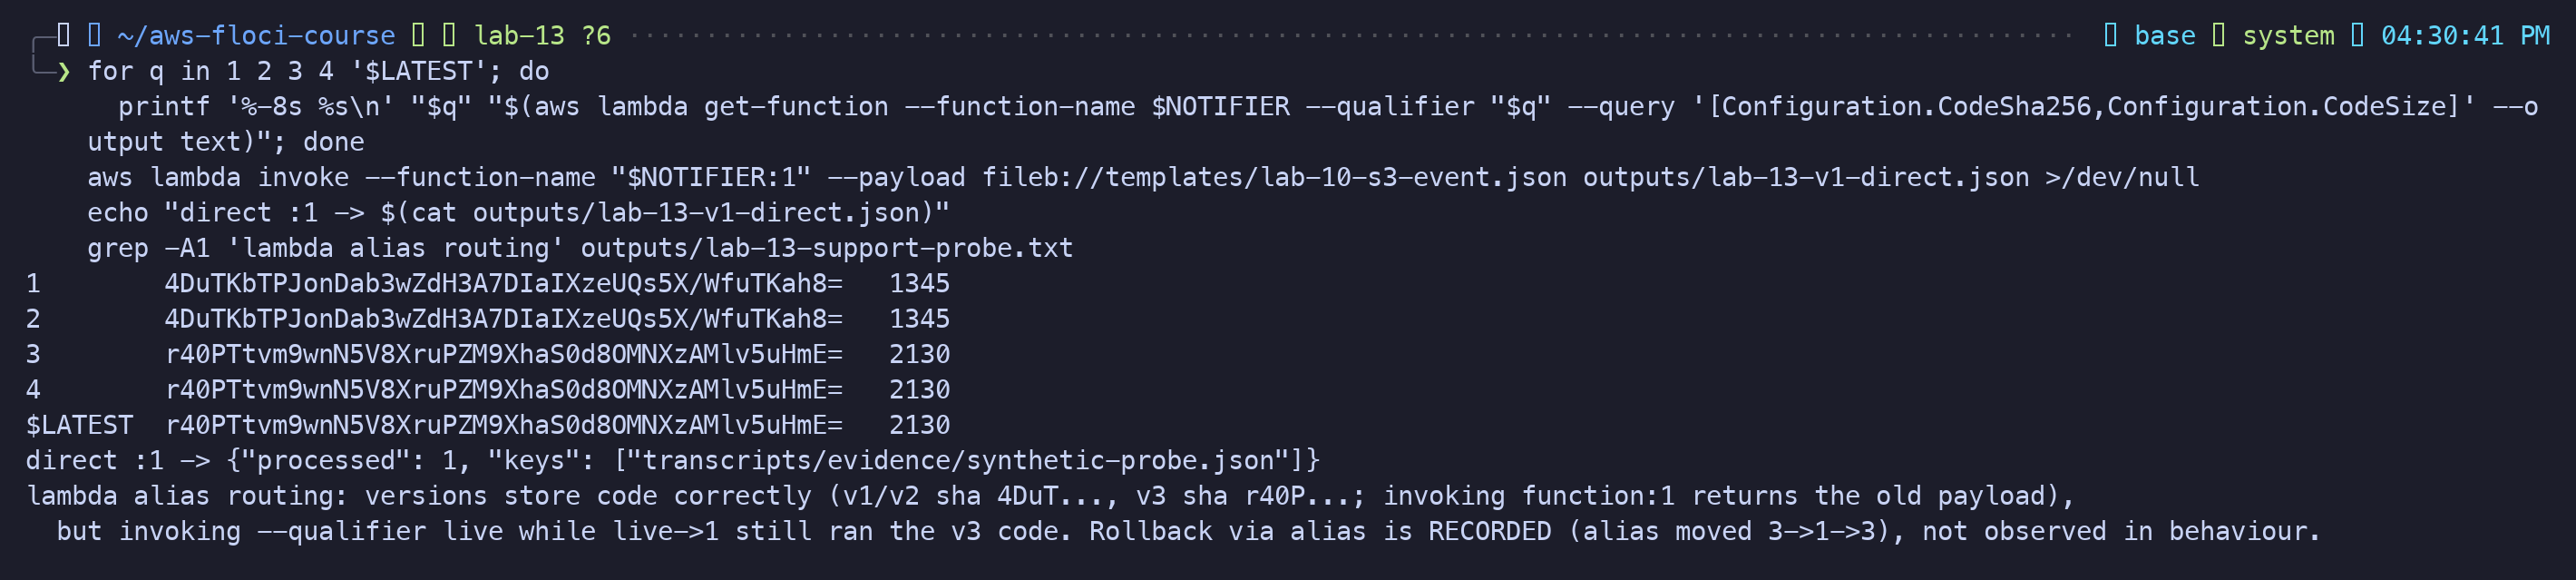 ~/aws-floci-course lab-13 ?6 base system 04:30:41 PM
❯ for q in 1 2 3 4 '$LATEST'; do
printf '%-8s %s\n' "$q" "$(aws lambda get-function --function-name $NOTIFIER --qualifier "$q" --query '[Configuration.CodeSha256,Configuration.CodeSize]' --o
utput text)"; done
aws lambda invoke --function-name "$NOTIFIER:1" --payload fileb://templates/lab-10-s3-event.json outputs/lab-13-v1-direct.json >/dev/null
echo "direct :1 -> $(cat outputs/lab-13-v1-direct.json)"
grep -A1 'lambda alias routing' outputs/lab-13-support-probe.txt
1 4DuTKbTPJonDab3wZdH3A7DIaIXzeUQs5X/WfuTKah8= 1345
2 4DuTKbTPJonDab3wZdH3A7DIaIXzeUQs5X/WfuTKah8= 1345
3 r40PTtvm9wnN5V8XruPZM9XhaS0d8OMNXzAMlv5uHmE= 2130
4 r40PTtvm9wnN5V8XruPZM9XhaS0d8OMNXzAMlv5uHmE= 2130
$LATEST r40PTtvm9wnN5V8XruPZM9XhaS0d8OMNXzAMlv5uHmE= 2130
direct :1 -> {"processed": 1, "keys": ["transcripts/evidence/synthetic-probe.json"]}
lambda alias routing: versions store code correctly (v1/v2 sha 4DuT..., v3 sha r40P...; invoking function:1 returns the old payload),
but invoking --qualifier live while live->1 still ran the v3 code. Rollback via alias is RECORDED (alias moved 3->1->3), not observed in behaviour.